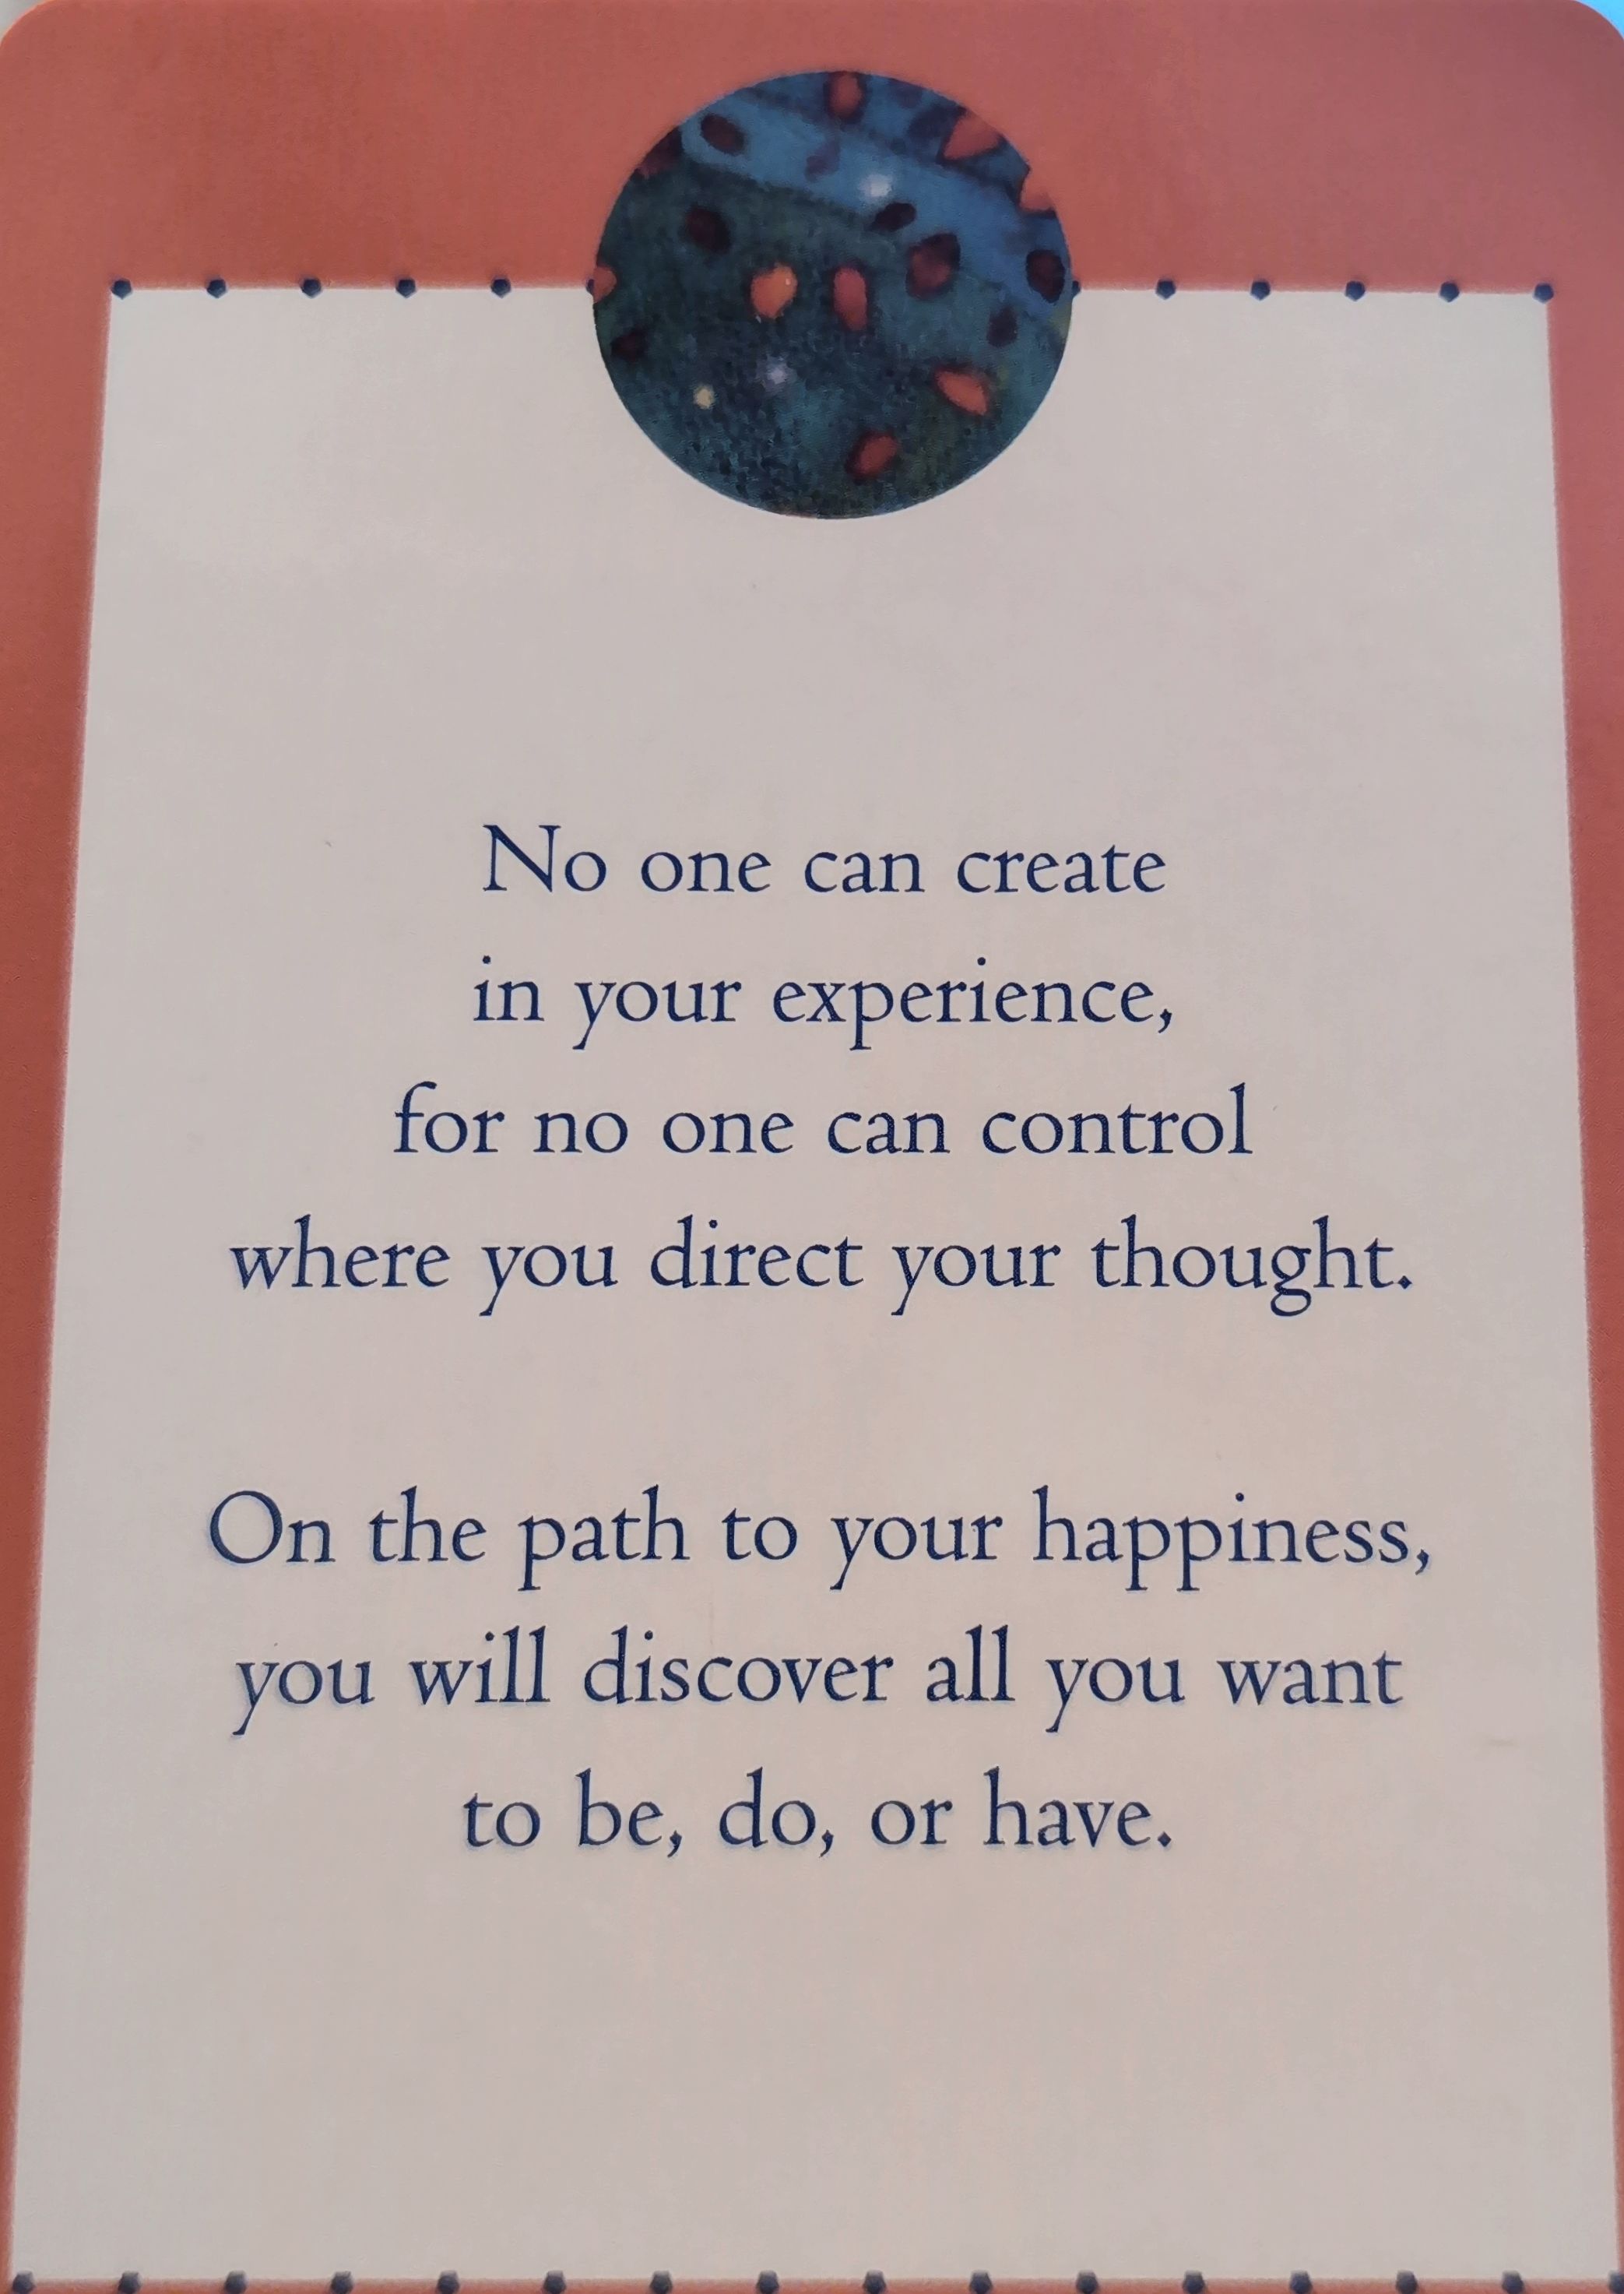 No one can create
in your experience,
for no one can control
where you direct your thought.
On the path to your happiness,
you will discover all you want
to be, do, or have.